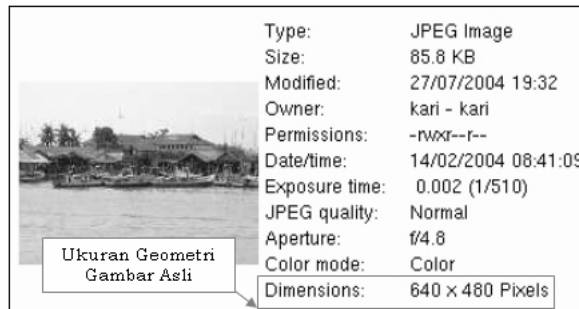 Type: JPEG Image
Size: 85.8 KB
Modified: 27/07/2004 19:32
Owner: kari - kari
Permissions: -rwxr--r--
Date/time: 14/02/2004 08:41:09
Exposure time: 0.002 (1/510)
JPEG quality: Normal
Aperture: f/4.8
Color mode: Color
Dimensions: 640 x 480 Pixels
Ukuran Geometri
Gambar Asli